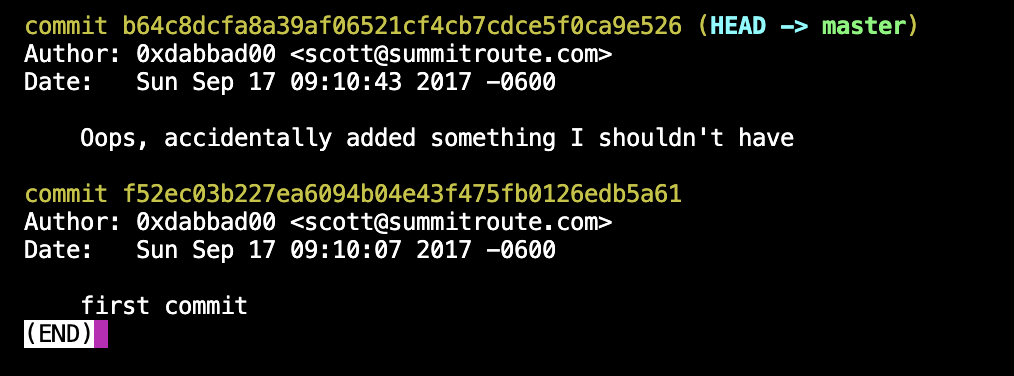 commit b64c8dcfa8a39af06521cf4cb7cdce5f0ca9e526 (HEAD -> master)
Author: 0xdabbad00 <scott@summitroute.com>
Date:   Sun Sep 17 09:10:43 2017 -0600
    Oops, accidentally added something I shouldn't have
commit f52ec03b227ea6094b04e43f475fb0126edb5a61
Author: 0xdabbad00 <scott@summitroute.com>
Date:   Sun Sep 17 09:10:07 2017 -0600
    first commit
(END)